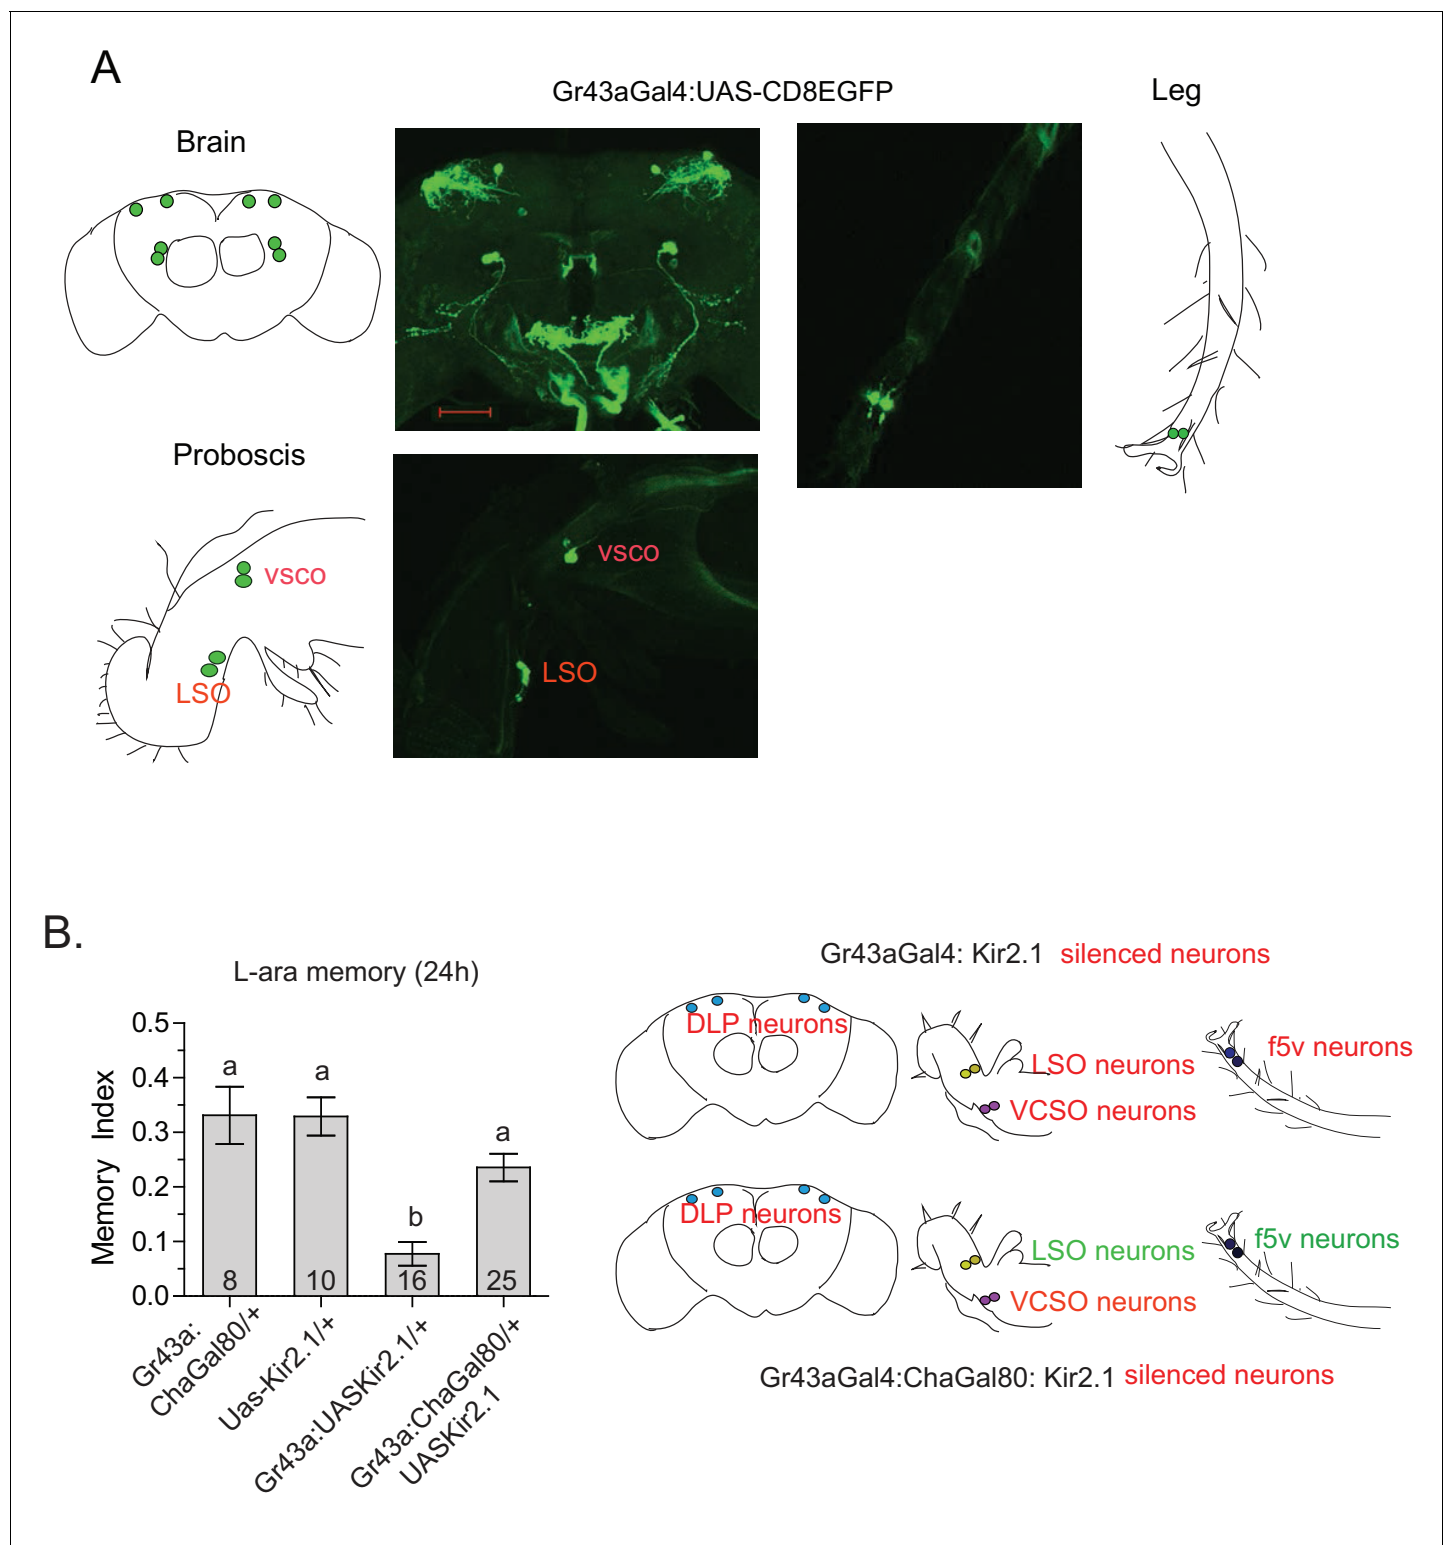 A
Gr43aGal4:UAS-CD8EGFP
Leg
Brain
Proboscis
vsco
LSO
vsco
LSO
B.
L-ara memory (24h)
Memory Index
0.5
0.4
0.3
0.2
0.1
0.0
a
a
b
a
8
10
16
25
Gr43a:
ChaGal80/+
Uas-Kir2.1/+
Gr43a:UASKir2.1/+
Gr43a:ChaGal80/+
UASKir2.1
Gr43aGal4: Kir2.1 silenced neurons
DLP neurons
LSO neurons
VCSO neurons
f5v neurons
DLP neurons
LSO neurons
VCSO neurons
f5v neurons
Gr43aGal4:ChaGal80: Kir2.1 silenced neurons